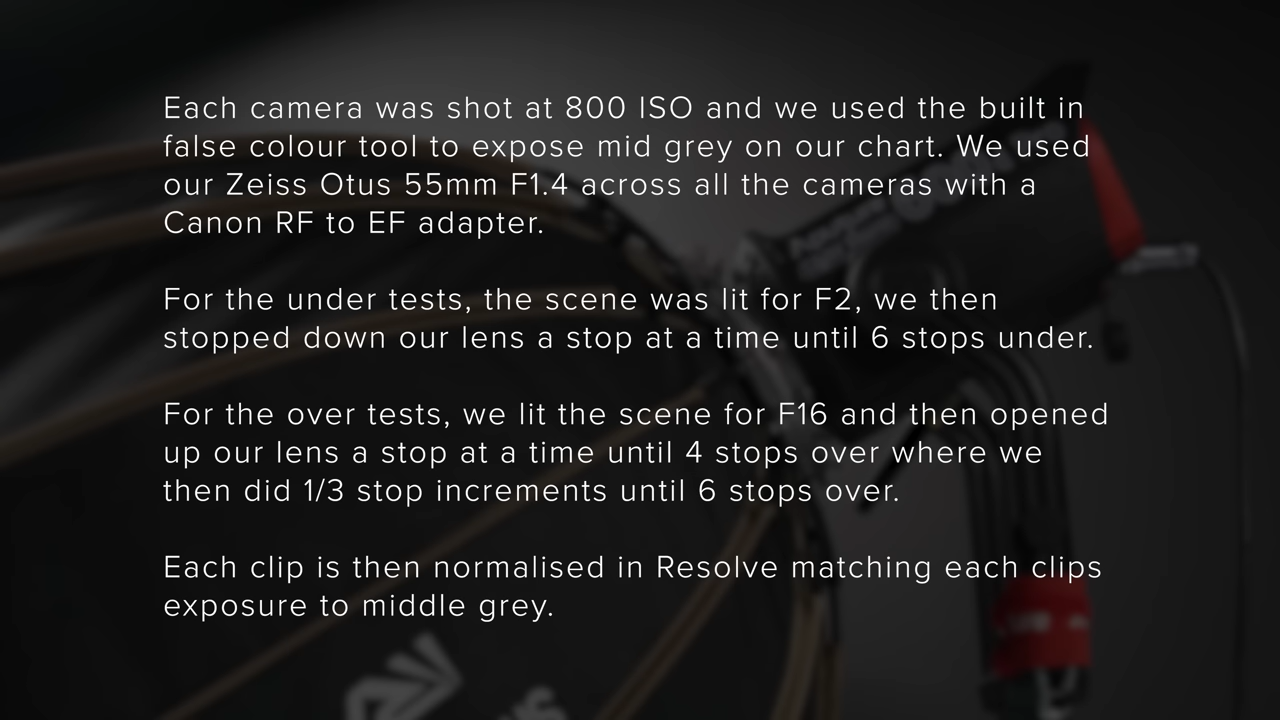 Each camera was shot at 800 ISO and we used the built in
false colour tool to expose mid grey on our chart. We used
our Zeiss Otus 55mm F1.4 across all the cameras with a
Canon RF to EF adapter.
For the under tests, the scene was lit for F2, we then
stopped down our lens a stop at a time until 6 stops under.
For the over tests, we lit the scene for F16 and then opened
up our lens a stop at a time until 4 stops over where we
then did 1/3 stop increments until 6 stops over.
Each clip is then normalised in Resolve matching each clips
exposure to middle grey.